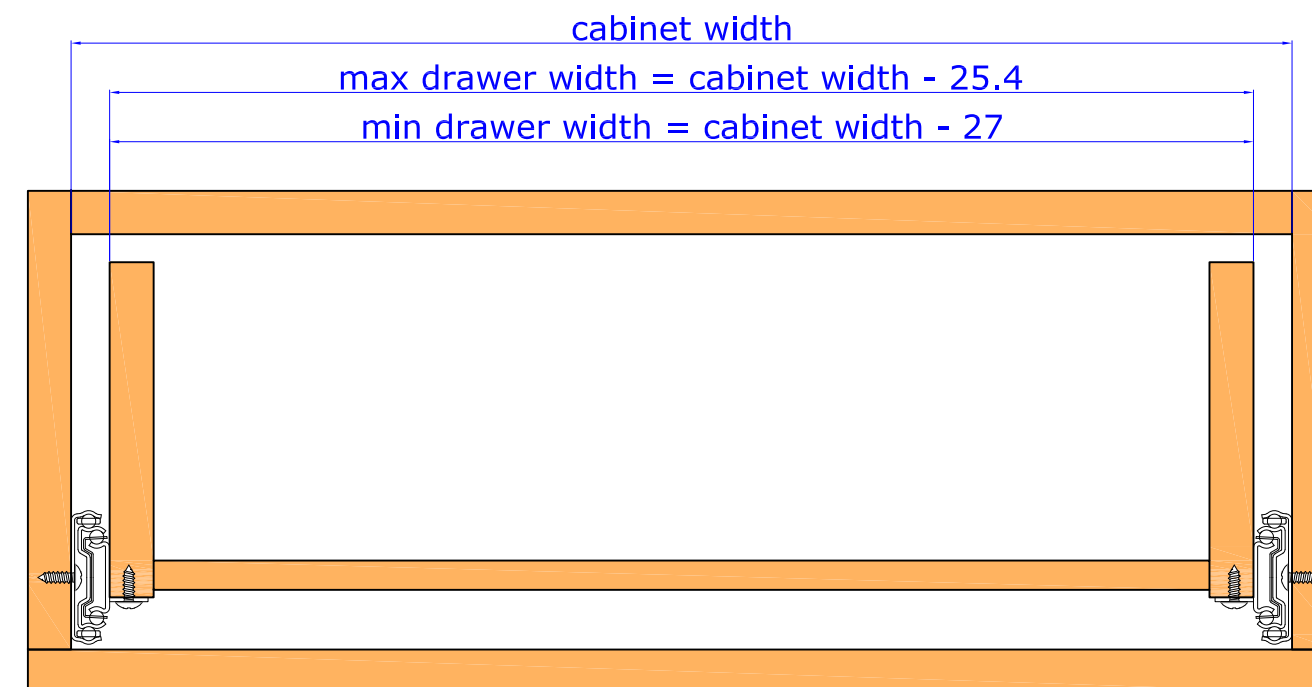 cabinet width
max drawer width = cabinet width - 25.4
min drawer width = cabinet width - 27